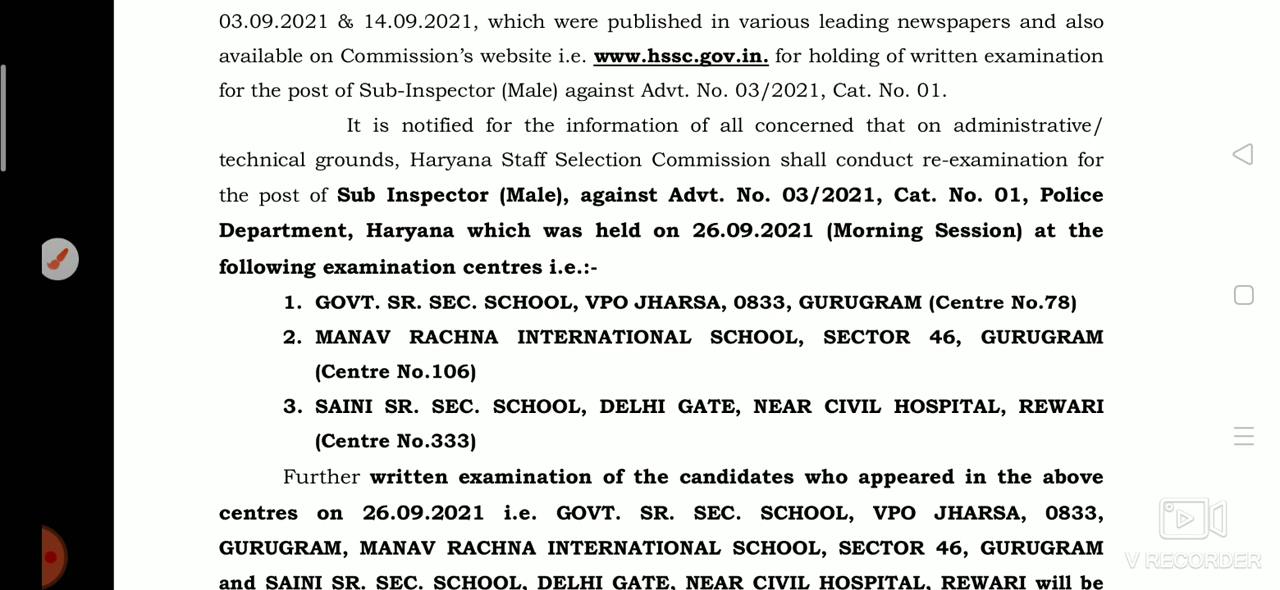 03.09.2021 & 14.09.2021, which were published in various leading newspapers and also
available on Commission's website i.e. www.hssc.gov.in. for holding of written examination
for the post of Sub-Inspector (Male) against Advt. No. 03/2021, Cat. No. 01.
It is notified for the information of all concerned that on administrative/
technical grounds, Haryana Staff Selection Commission shall conduct re-examination for
the post of Sub Inspector (Male), against Advt. No. 03/2021, Cat. No. 01, Police
Department, Haryana which was held on 26.09.2021 (Morning Session) at the
following examination centres i.e.:-
1. GOVT. SR. SEC. SCHOOL, VPO JHARSA, 0833, GURUGRAM (Centre No.78)
2. MANAV RACHNA INTERNATIONAL SCHOOL, SECTOR 46, GURUGRAM
(Centre No.106)
3. SAINI SR. SEC. SCHOOL, DELHI GATE, NEAR CIVIL HOSPITAL, REWARI
(Centre No.333)
Further written examination of the candidates who appeared in the above
centres on 26.09.2021 i.e. GOVT. SR. SEC. SCHOOL, VPO JHARSA, 0833,
GURUGRAM, MANAV RACHNA INTERNATIONAL SCHOOL, SECTOR 46, GURUGRAM
and SAINI SR. SEC. SCHOOL, DELHI GATE, NEAR CIVIL HOSPITAL, REWARI will be
V RECORDER